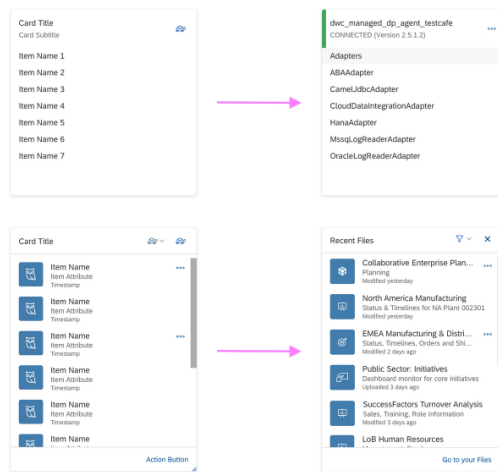 Card Title
Card Subtitle
Item Name 1
Item Name 2
Item Name 3
Item Name 4
Item Name 5
Item Name 6
Item Name 7
dwc_managed_dp_agent_testcafe
CONNECTED (Version 2.5.1.2)
Adapters
ABAAdapter
CamelJdbcAdapter
CloudDataIntegrationAdapter
HanaAdapter
MssqLogReaderAdapter
OracleLogReaderAdapter
Card Title
Item Name
Item Attribute
Timestamp
Item Name
Item Attribute
Timestamp
Item Name
Item Attribute
Timestamp
Item Name
Item Attribute
Timestamp
Item Name
Item Attribute
Timestamp
Item Name
Action Button
Recent Files
Collaborative Enterprise Plan...
Planning
Modified yesterday
North America Manufacturing
Status & Timelines for NA Plant 002301
Modified yesterday
EMEA Manufacturing & Distri...
Status, Timelines, Orders and Shi...
Modified 2 days ago
Public Sector: Initiatives
Dashboard monitor for core initiatives
Uploaded 3 days ago
SuccessFactors Turnover Analysis
Sales, Training, Role Information
Modified 3 days ago
LoB Human Resources
Go to your Files